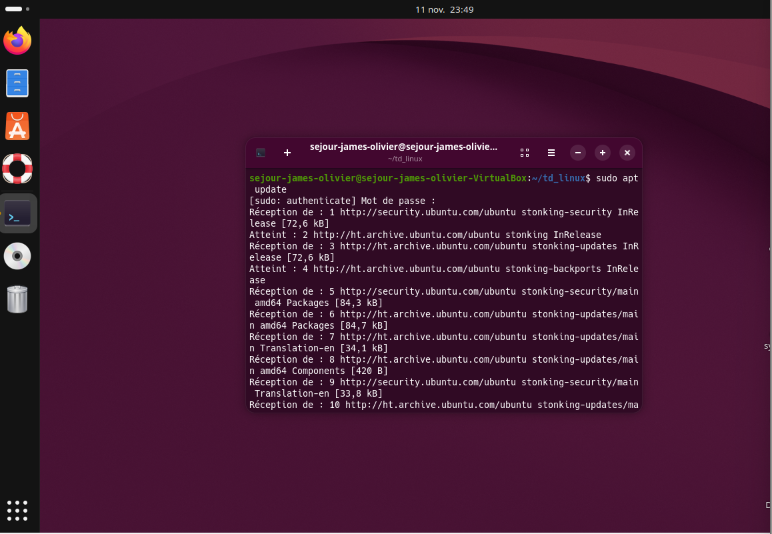 11 nov. 23:49
sejour-james-olivier@sejour-james-olivie...
~/td_linux
sejour-james-olivier@sejour-james-olivier-VirtualBox:~/td_linux$ sudo apt
update
[sudo: authenticate] Mot de passe :
Réception de : 1 http://security.ubuntu.com/ubuntu stonking-security InRe
lease [72,6 kB]
Atteint : 2 http://ht.archive.ubuntu.com/ubuntu stonking InRelease
Réception de : 3 http://ht.archive.ubuntu.com/ubuntu stonking-updates InR
elease [72,6 kB]
Atteint : 4 http://ht.archive.ubuntu.com/ubuntu stonking-backports InRele
ase
Réception de : 5 http://security.ubuntu.com/ubuntu stonking-security/main
amd64 Packages [84,3 kB]
Réception de : 6 http://ht.archive.ubuntu.com/ubuntu stonking-updates/mai
n amd64 Packages [84,7 kB]
Réception de : 7 http://ht.archive.ubuntu.com/ubuntu stonking-updates/mai
n Translation-en [34,1 kB]
Réception de : 8 http://ht.archive.ubuntu.com/ubuntu stonking-updates/mai
n amd64 Components [420 B]
Réception de : 9 http://security.ubuntu.com/ubuntu stonking-security/main
Translation-en [33,8 kB]
Réception de : 10 http://ht.archive.ubuntu.com/ubuntu stonking-updates/ma